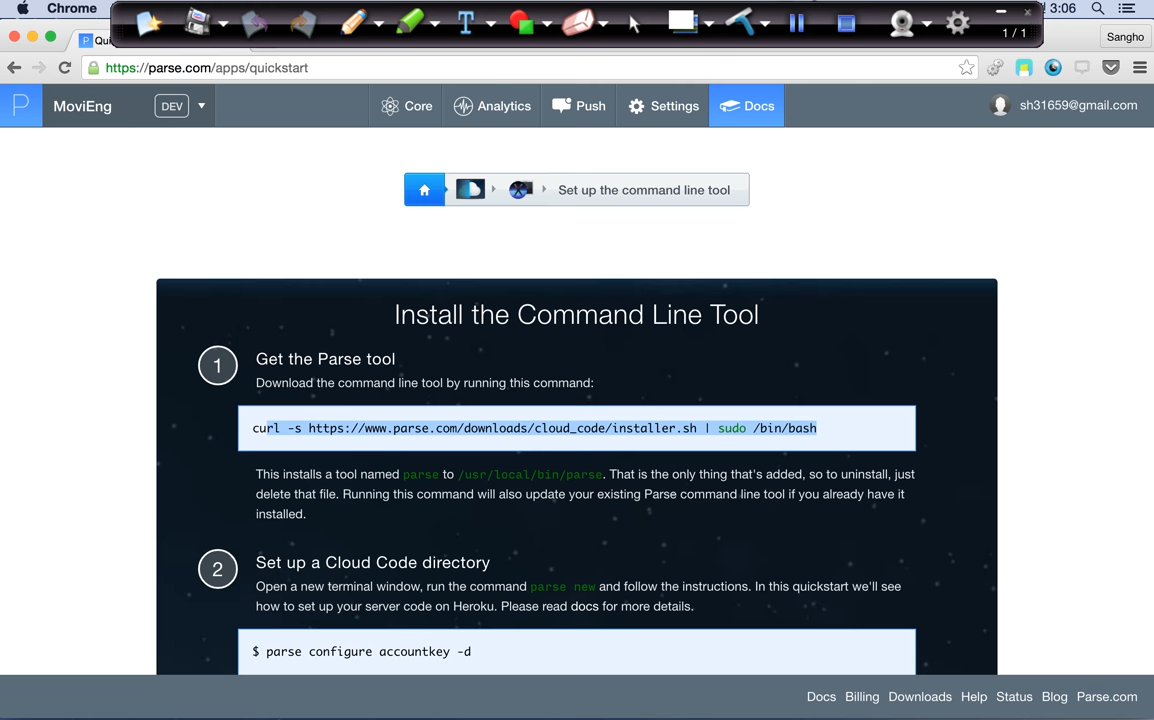 Chrome
3:06
1 / 1
Qui
Sangho
https://parse.com/apps/quickstart
P MoviEng DEV Core Analytics Push Settings Docs sh31659@gmail.com
Set up the command line tool
Install the Command Line Tool
1 Get the Parse tool
Download the command line tool by running this command:
curl -s https://www.parse.com/downloads/cloud_code/installer.sh | sudo /bin/bash
This installs a tool named parse to /usr/local/bin/parse. That is the only thing that's added, so to uninstall, just
delete that file. Running this command will also update your existing Parse command line tool if you already have it
installed.
2 Set up a Cloud Code directory
Open a new terminal window, run the command parse new and follow the instructions. In this quickstart we'll see
how to set up your server code on Heroku. Please read docs for more details.
$ parse configure accountkey -d
Docs Billing Downloads Help Status Blog Parse.com